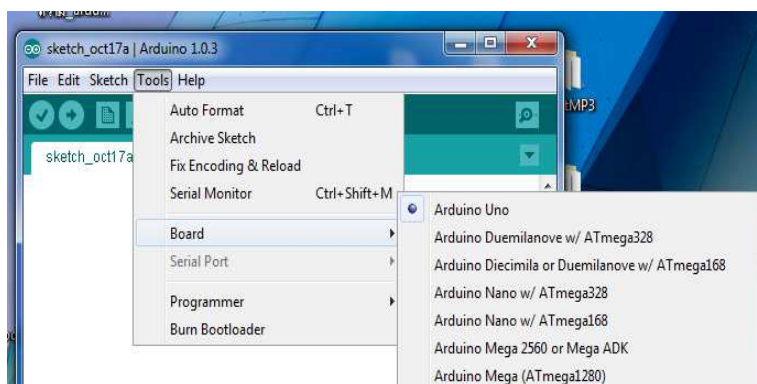 sketch_oct17a | Arduino 1.0.3
File Edit Sketch Tools Help
sketch_oct17a
Auto Format Ctrl+T
Archive Sketch
Fix Encoding & Reload
Serial Monitor Ctrl+Shift+M
Board
Serial Port
Programmer
Burn Bootloader
Arduino Uno
Arduino Duemilanove w/ ATmega328
Arduino Diecimila or Duemilanove w/ ATmega168
Arduino Nano w/ ATmega328
Arduino Nano w/ ATmega168
Arduino Mega 2560 or Mega ADK
Arduino Mega (ATmega1280)